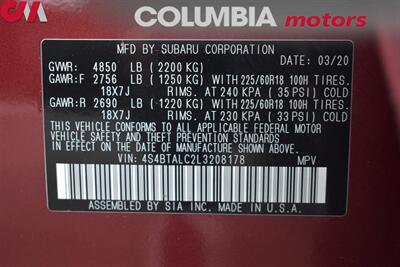 CM
COLUMBIA motors
MFD. BY SUBARU CORPORATION
GVWR: 4850 LB (2200 KG) DATE: 03/20
GAWR:F 2756 LB (1250 KG) WITH 225/60R18 100H TIRES.
18X7J RIMS. AT 240 KPA (35 PSI) COLD
GAWR:R 2690 LB (1220 KG) WITH 225/60R18 100H TIRES.
18X7J RIMS. AT 230 KPA (33 PSI) COLD
THIS VEHICLE CONFORMS TO ALL APPLICABLE FEDERAL MOTOR
VEHICLE SAFETY, BUMPER, AND THEFT PREVENTION STANDARDS
IN EFFECT ON THE DATE OF MANUFACTURE SHOWN ABOVE.
VIN: 4S4BTALC2L3208178 MPV
ASSEMBLED BY SIA INC. MADE IN U.S.A.